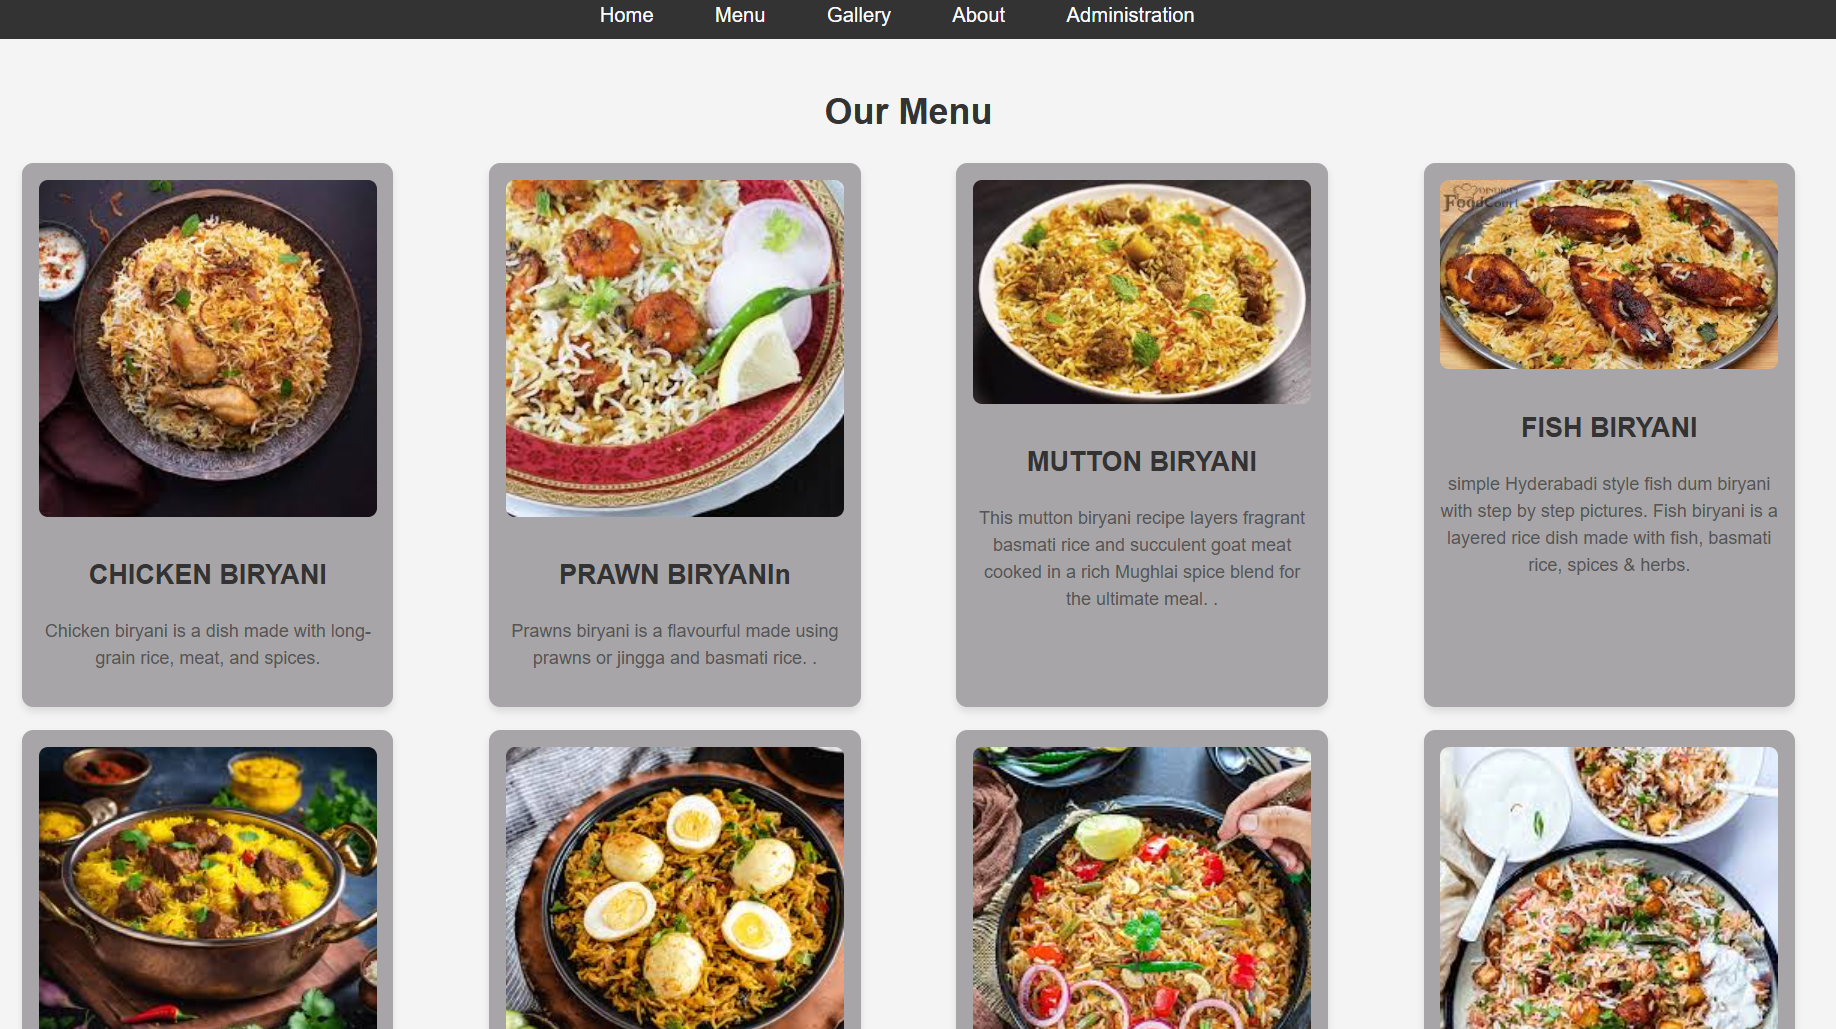 Home Menu Gallery About Administration
Our Menu
CHICKEN BIRYANI
Chicken biryani is a dish made with long-
grain rice, meat, and spices.
PRAWN BIRYANIn
Prawns biryani is a flavourful made using
prawns or jingga and basmati rice. .
MUTTON BIRYANI
This mutton biryani recipe layers fragrant
basmati rice and succulent goat meat
cooked in a rich Mughlai spice blend for
the ultimate meal. .
FoodCourt
FISH BIRYANI
simple Hyderabadi style fish dum biryani
with step by step pictures. Fish biryani is a
layered rice dish made with fish, basmati
rice, spices & herbs.